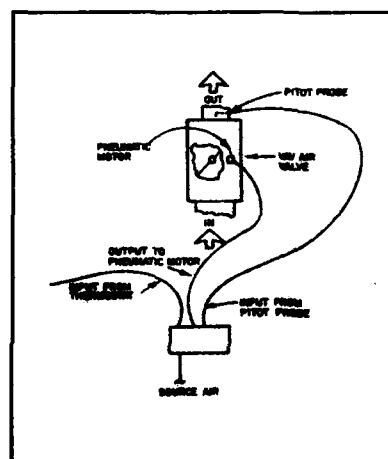 OUT
PITOT PROBE
PNEUMATIC
MOTOR
VAV AIR
VALVE
IN
OUTPUT TO
PNEUMATIC MOTOR
INPUT FROM
THERMOSTAT
INPUT FROM
PITOT PROBE
SOURCE AIR